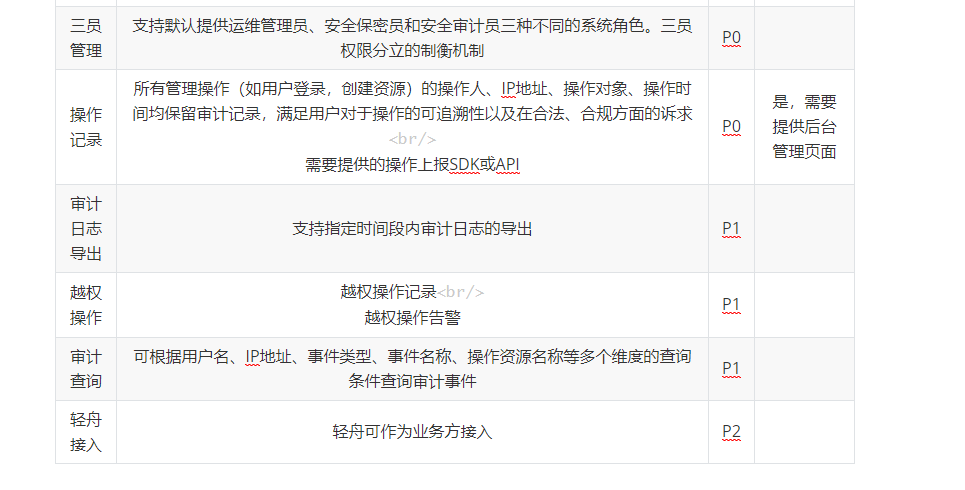 三员
管理
支持默认提供运维管理员、安全保密员和安全审计员三种不同的系统角色。三员
权限分立的制衡机制
P0
操作
记录
所有管理操作（如用户登录，创建资源）的操作人、IP地址、操作对象、操作时
间均保留审计记录，满足用户对于操作的可追溯性以及在合法、合规方面的诉求
<br/>
需要提供的操作上报SDK或API
P0
是，需要
提供后台
管理页面
审计
日志
导出
支持指定时间段内审计日志的导出
P1
越权
操作
越权操作记录<br/>
越权操作告警
P1
审计
查询
可根据用户名、IP地址、事件类型、事件名称、操作资源名称等多个维度的查询
条件查询审计事件
P1
轻舟
接入
轻舟可作为业务方接入
P2